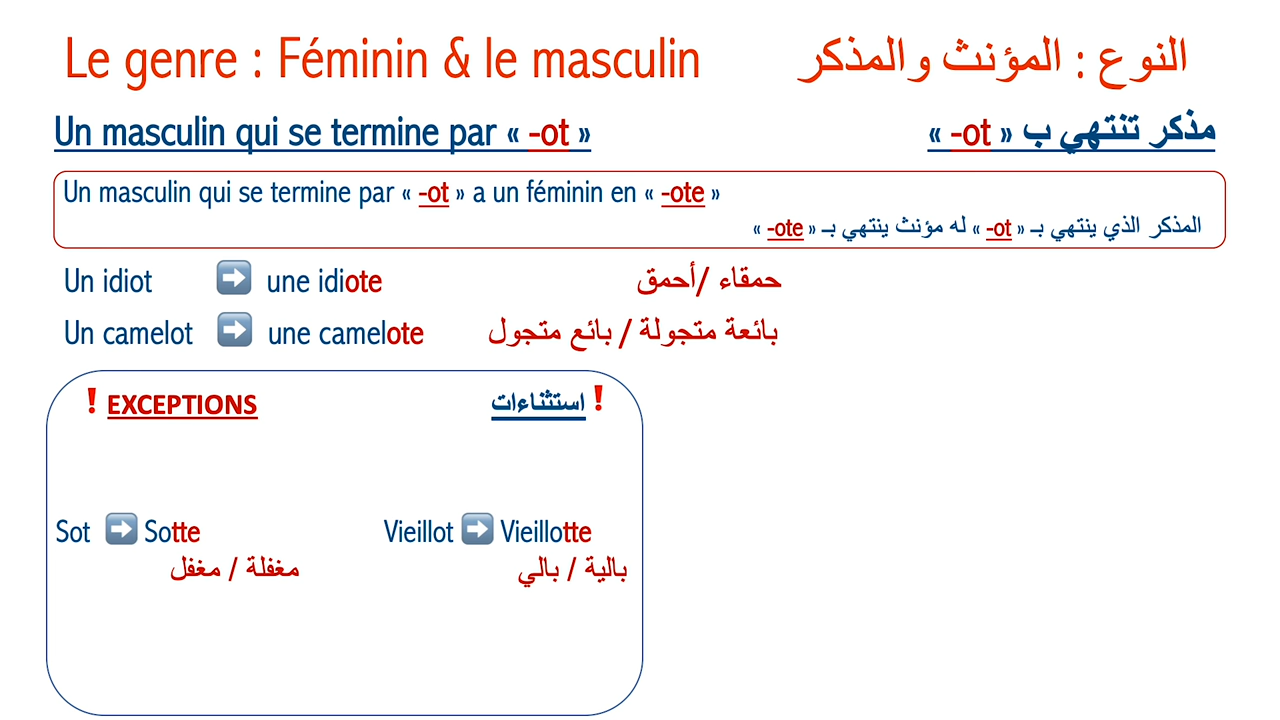 Le genre : Féminin & le masculin
النوع : المؤنث والمذكر
Un masculin qui se termine par « -ot »
مذكر تنتهي ب « -ot »
Un masculin qui se termine par « -ot » a un féminin en « -ote »
المذكر الذي ينتهي بـ « -ot » له مؤنث ينتهي بـ « -ote »
Un idiot ➡ une idiote حمقاء /أحمق
Un camelot ➡ une camelote بائعة متجولة / بائع متجول
! EXCEPTIONS
استثناءات !
Sot ➡ Sotte
مغفلة / مغفل
Vieillot ➡ Vieillotte
بالية / بالي